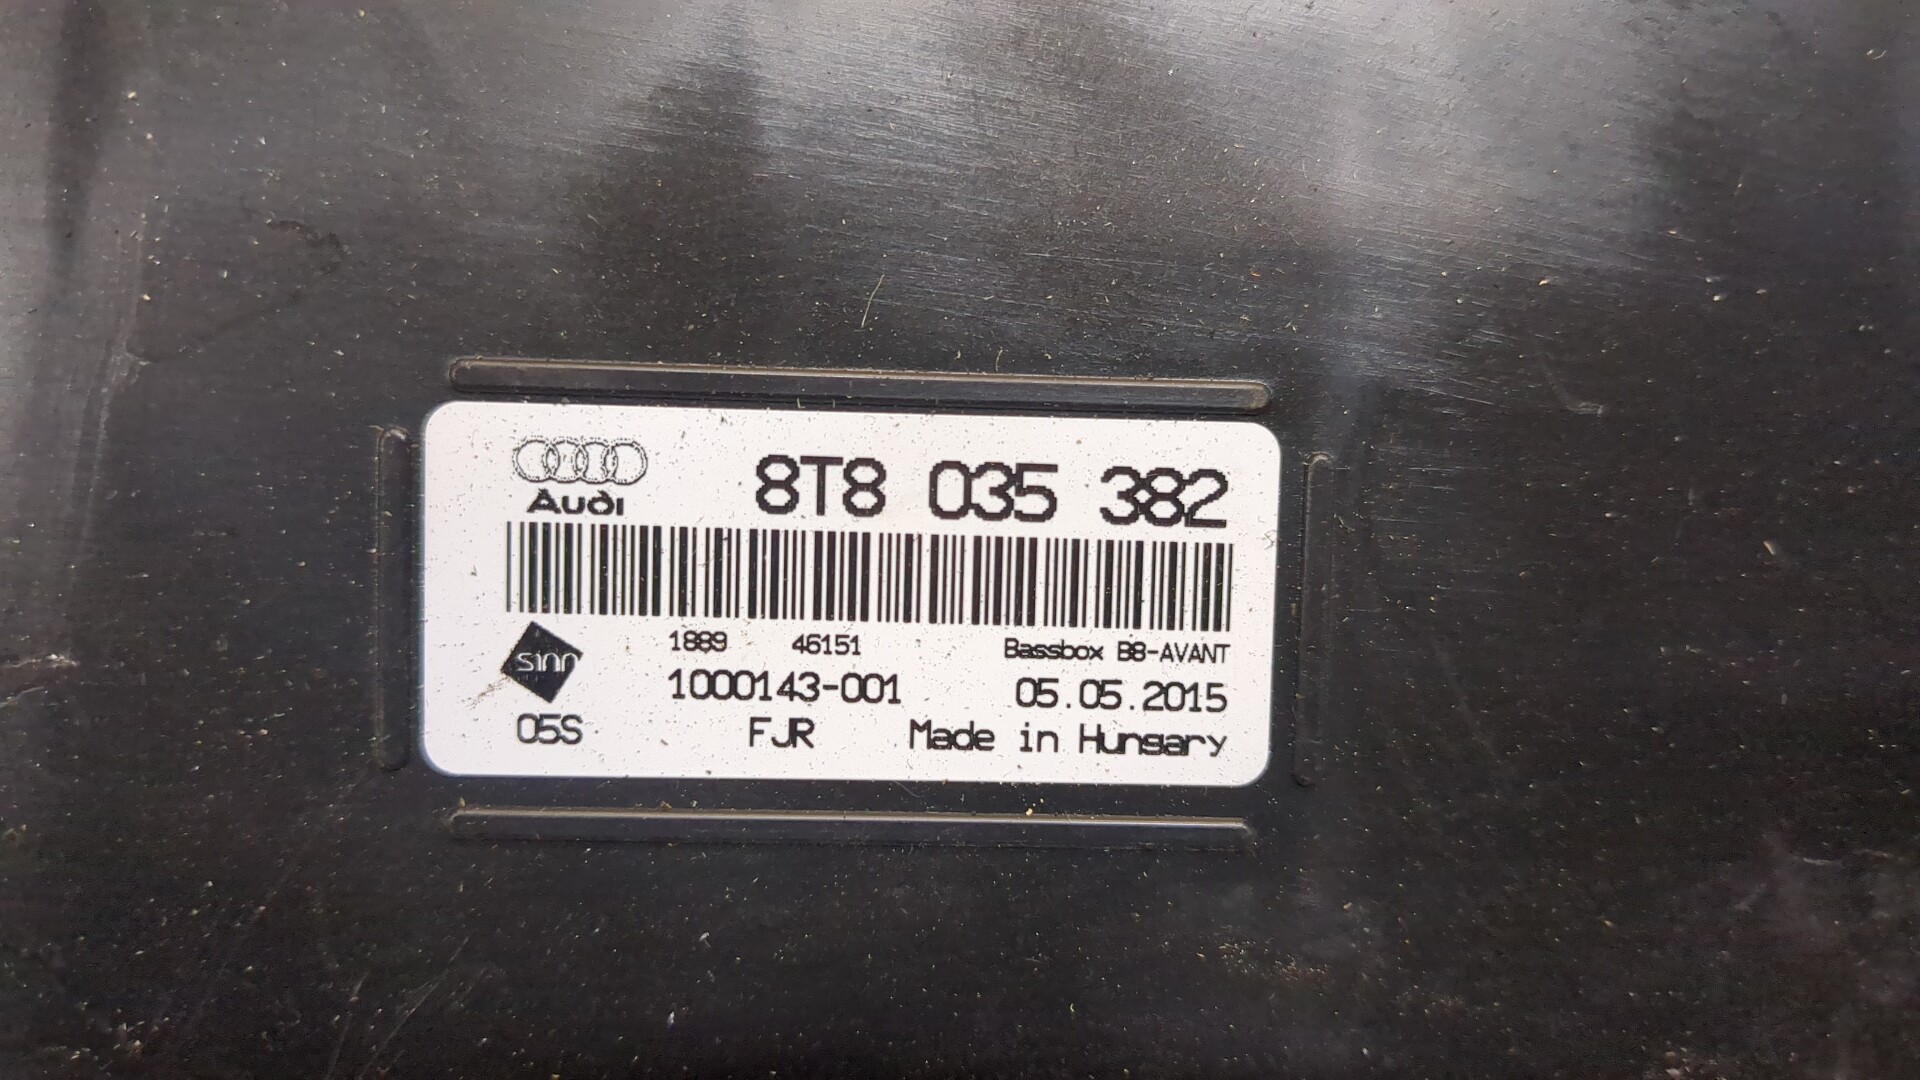 Audi
8T8 035 382
1889 46151 Bassbox B8-AVANT
sinn
1000143-001 05.05.2015
05S FJR Made in Hungary